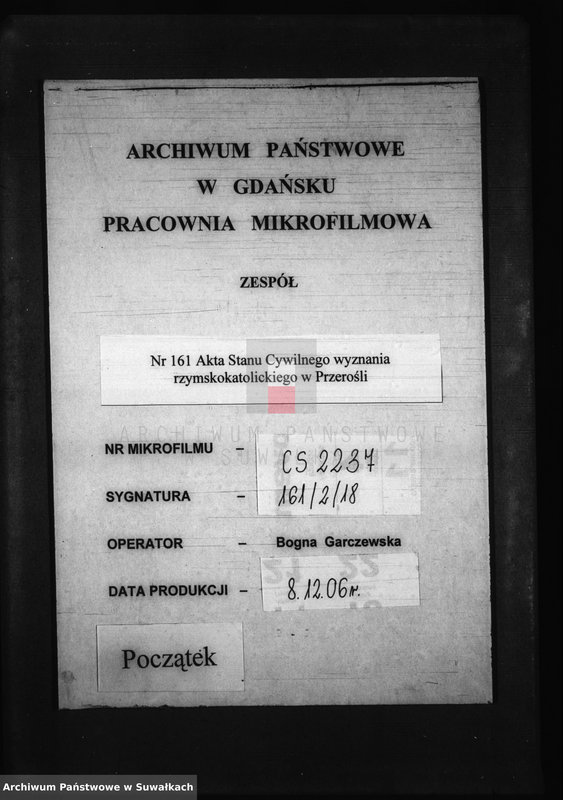 ARCHIWUM PAŃSTWOWE
W GDAŃSKU
PRACOWNIA MIKROFILMOWA
ZESPÓŁ
Nr 161 Akta Stanu Cywilnego wyznania
rzymskokatolickiego w Przerośli
ARCHIWUM PAŃSTWOWE
NR MIKROFILMU – CS 2237
SYGNATURA – 161/2/18
OPERATOR – Bogna Garczewska
DATA PRODUKCJI – 8.12.06r.
Początek
Archiwum Państwowe w Suwałkach